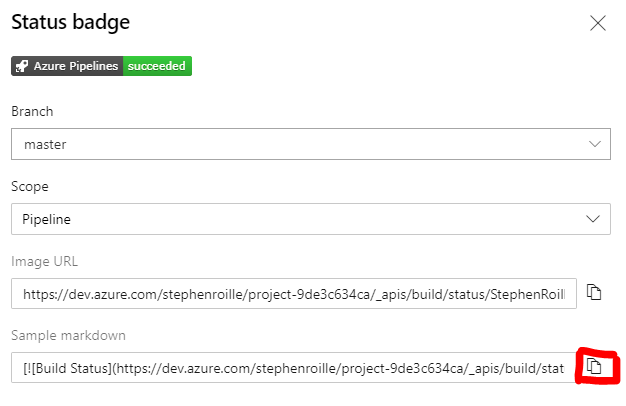 Status badge
Azure Pipelines succeeded
Branch
master
Scope
Pipeline
Image URL
https://dev.azure.com/stephenroille/project-9de3c634ca/_apis/build/status/StephenRoill
Sample markdown
[![Build Status](https://dev.azure.com/stephenroille/project-9de3c634ca/_apis/build/stat